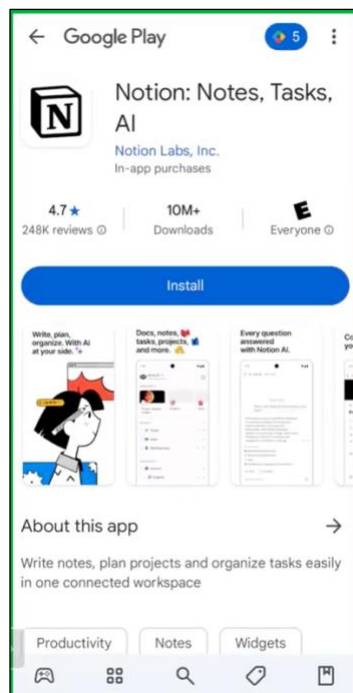 Google Play
5
N
Notion: Notes, Tasks,
AI
Notion Labs, Inc.
In-app purchases
4.7★
10M+
E
248K reviews
Downloads
Everyone
Install
Write, plan,
organize. With AI
at your side.
Docs, notes,
tasks, projects,
and more.
Every question
answered
with Notion AI.
Co
yo
About this app
Write notes, plan projects and organize tasks easily
in one connected workspace
Productivity
Notes
Widgets